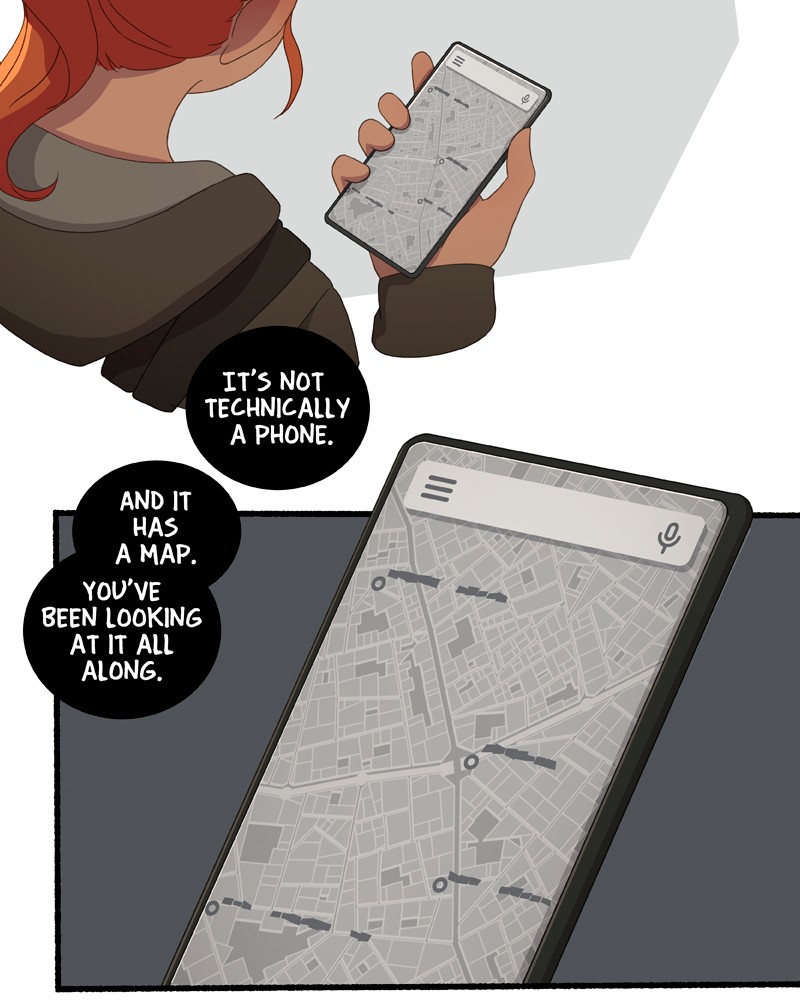 IT'S NOT
TECHNICALLY
A PHONE.
AND IT
HAS
A MAP.
YOU'VE
BEEN LOOKING
AT IT ALL
ALONG.